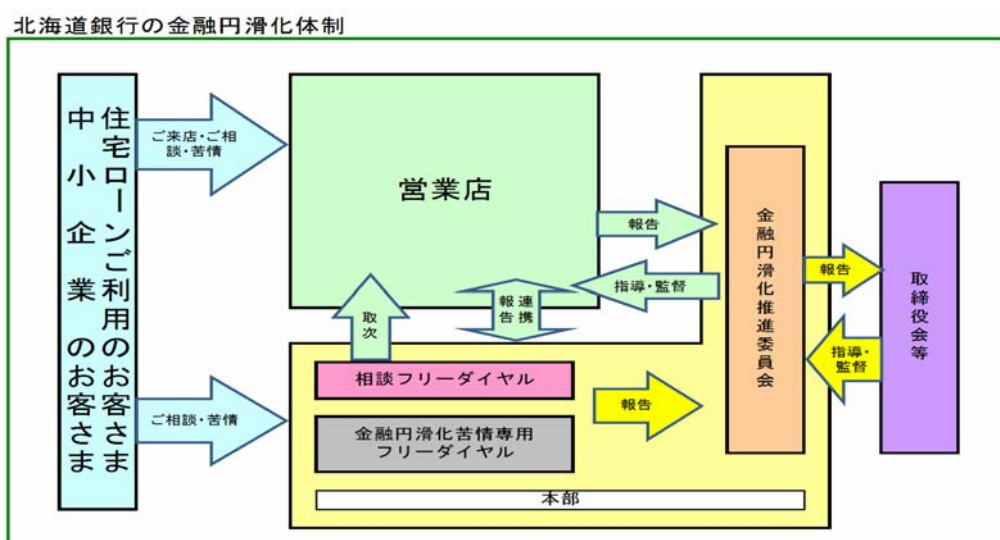 北海道銀行の金融円滑化体制
住宅ローンご利用のお客さま
中小企業のお客さま
ご来店・ご相
談・苦情
営業店
報告
指導・監督
取次
連携
報告
相談フリーダイヤル
金融円滑化苦情専用
フリーダイヤル
ご相談・苦情
報告
本部
金融円滑化推進委員会
報告
指導・
監督
取締役会等